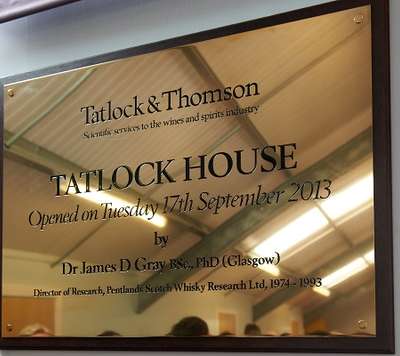 Tatlock & Thomson
Scientific services to the wines and spirits industry
TATLOCK HOUSE
Opened on Tuesday 17th September 2013
by
Dr James D Gray BSc., PhD (Glasgow)
Director of Research, Pentlands Scotch Whisky Research Ltd, 1974 - 1993